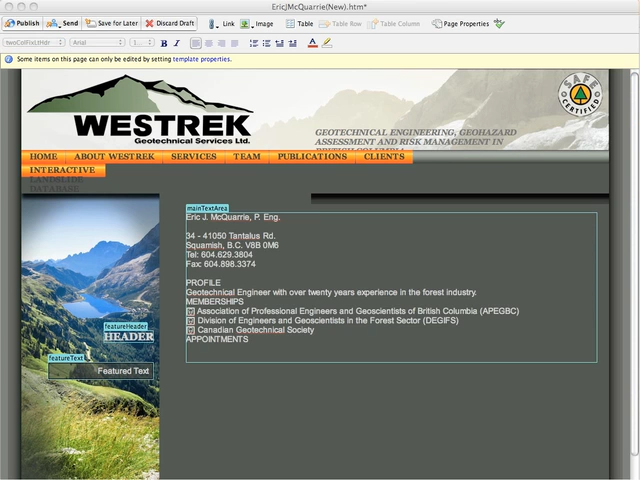 EricJMcQuarrie(New).htm*
Publish Send Save for Later Discard Draft Link Image Table Table Row Table Column Page Properties
twoColFixLtHdr Arial 1... B I
Some items on this page can only be edited by setting template properties.
SAFE
CERTIFIED
WESTREK
Geotechnical Services Ltd.
GEOTECHNICAL ENGINEERING, GEOHAZARD
ASSESSMENT AND RISK MANAGEMENT IN
BRITISH COLUMBIA
HOME ABOUT WESTREK SERVICES TEAM PUBLICATIONS CLIENTS
INTERACTIVE
LANDSLIDE
DATABASE
mainTextArea
Eric J. McQuarrie, P. Eng.
34 - 41050 Tantalus Rd.
Squamish, B.C. V8B 0M6
Tel: 604.629.3804
Fax: 604.898.3374
PROFILE
Geotechnical Engineer with over twenty years experience in the forest industry.
MEMBERSHIPS
Association of Professional Engineers and Geoscientists of British Columbia (APEGBC)
Division of Engineers and Geoscientists in the Forest Sector (DEGIFS)
Canadian Geotechnical Society
APPOINTMENTS
featureHeader
HEADER
featureText
Featured Text